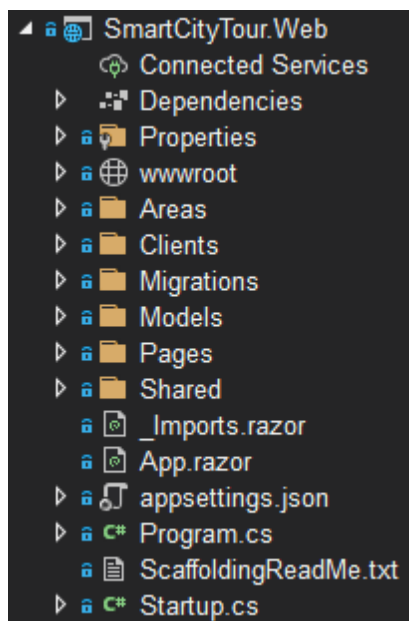 SmartCityTour.Web
Connected Services
Dependencies
Properties
wwwroot
Areas
Clients
Migrations
Models
Pages
Shared
_Imports.razor
App.razor
appsettings.json
C# Program.cs
ScaffoldingReadMe.txt
C# Startup.cs